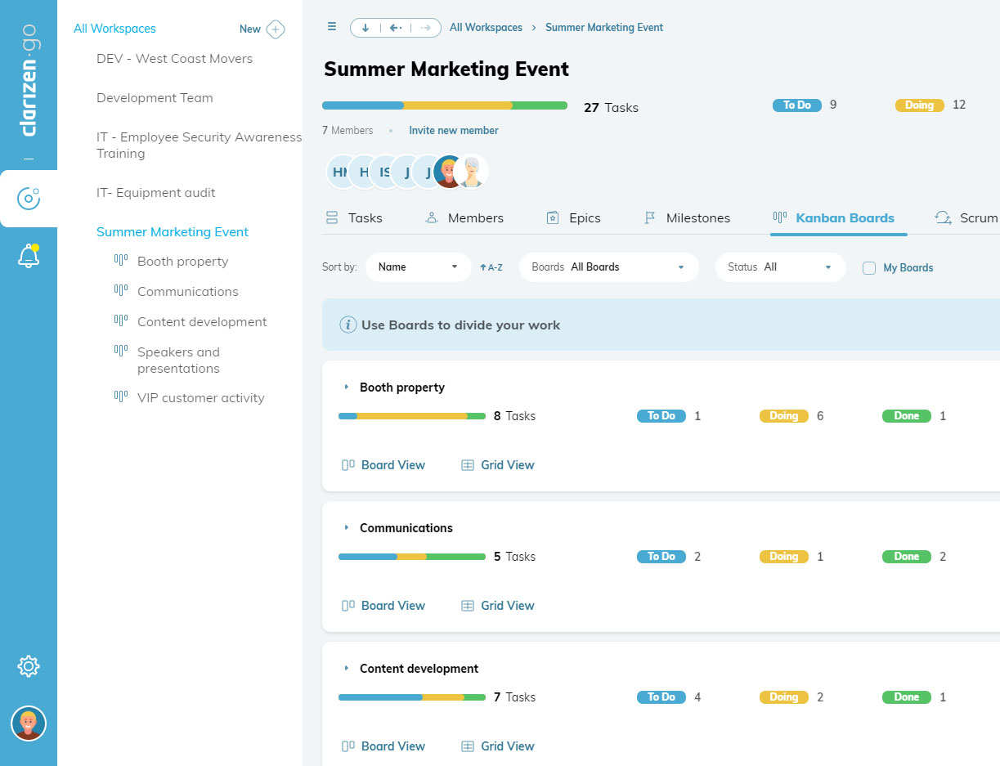 clarizen·go
All Workspaces
New
DEV - West Coast Movers
Development Team
IT - Employee Security Awareness
Training
IT- Equipment audit
Summer Marketing Event
Booth property
Communications
Content development
Speakers and
presentations
VIP customer activity
All Workspaces › Summer Marketing Event
Summer Marketing Event
27 Tasks
To Do 9
Doing 12
7 Members • Invite new member
H IS J J
Tasks
Members
Epics
Milestones
Kanban Boards
Scrum
Sort by: Name
A-Z
Boards All Boards
Status All
My Boards
i Use Boards to divide your work
Booth property
8 Tasks
To Do 1
Doing 6
Done 1
Board View
Grid View
Communications
5 Tasks
To Do 2
Doing 1
Done 2
Board View
Grid View
Content development
7 Tasks
To Do 4
Doing 2
Done 1
Board View
Grid View